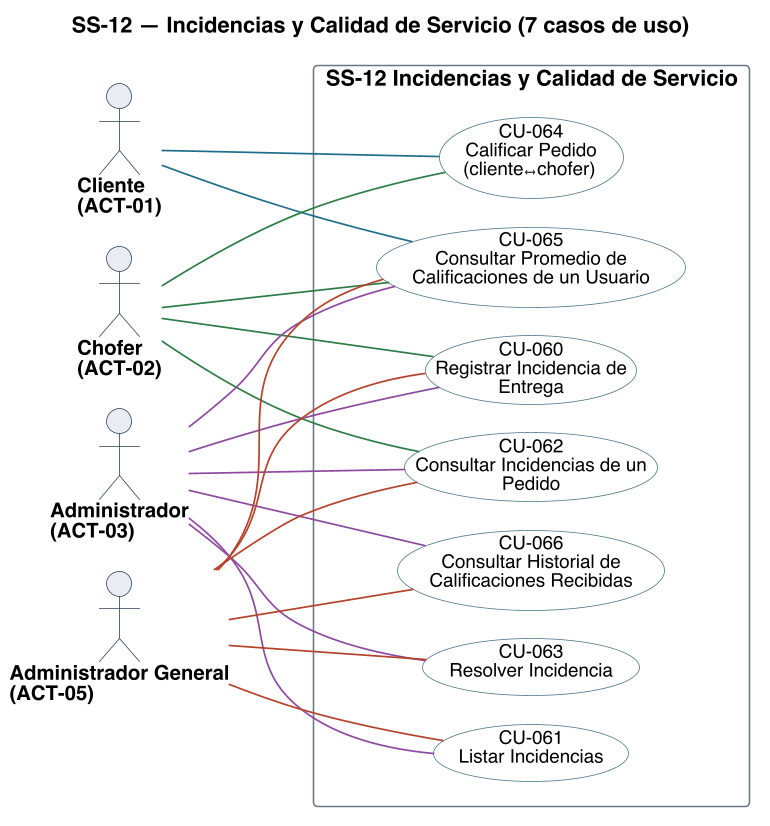 SS-12 — Incidencias y Calidad de Servicio (7 casos de uso)
SS-12 Incidencias y Calidad de Servicio
Cliente
(ACT-01)
Chofer
(ACT-02)
Administrador
(ACT-03)
Administrador General
(ACT-05)
CU-064
Calificar Pedido
(cliente↔chofer)
CU-065
Consultar Promedio de
Calificaciones de un Usuario
CU-060
Registrar Incidencia de
Entrega
CU-062
Consultar Incidencias de un
Pedido
CU-066
Consultar Historial de
Calificaciones Recibidas
CU-063
Resolver Incidencia
CU-061
Listar Incidencias